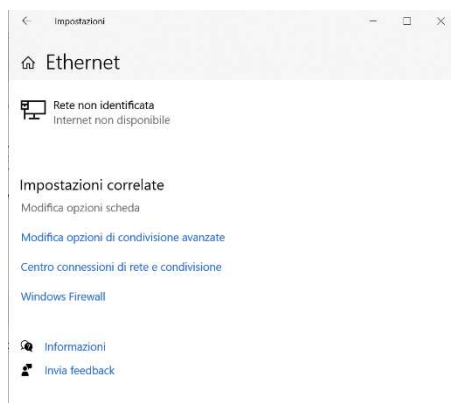 Impostazioni
Ethernet
Rete non identificata
Internet non disponibile
Impostazioni correlate
Modifica opzioni scheda
Modifica opzioni di condivisione avanzate
Centro connessioni di rete e condivisione
Windows Firewall
Informazioni
Invia feedback